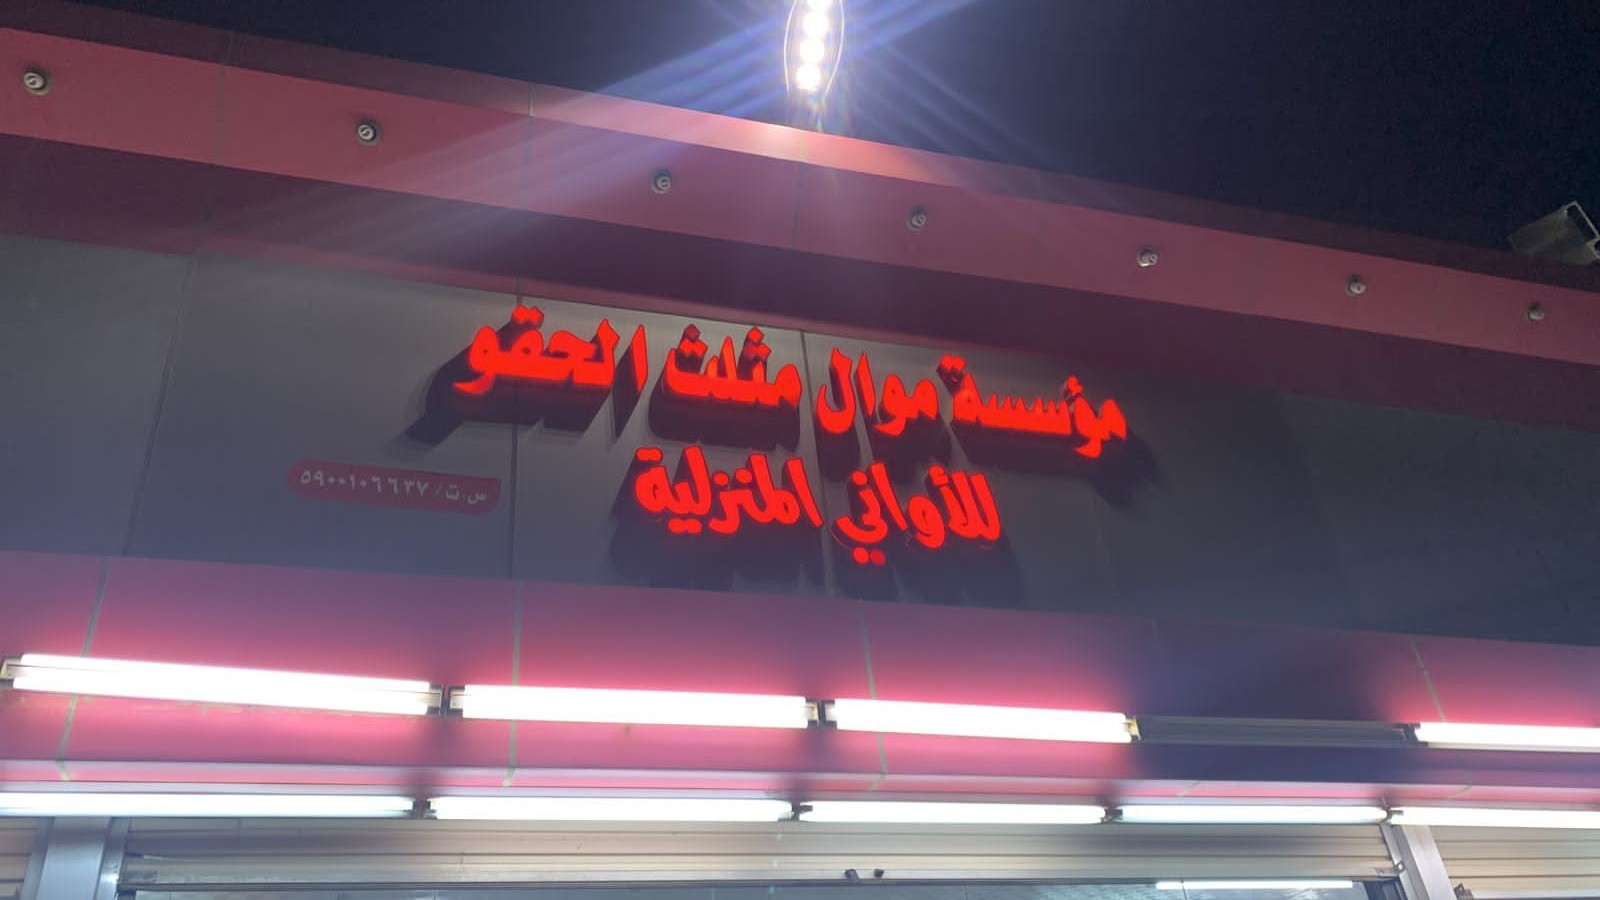 مؤسسة موال مثلث الحقو
للأواني المنزلية
س.ت/ ٥٩٠٠١٠٦٦٣٧